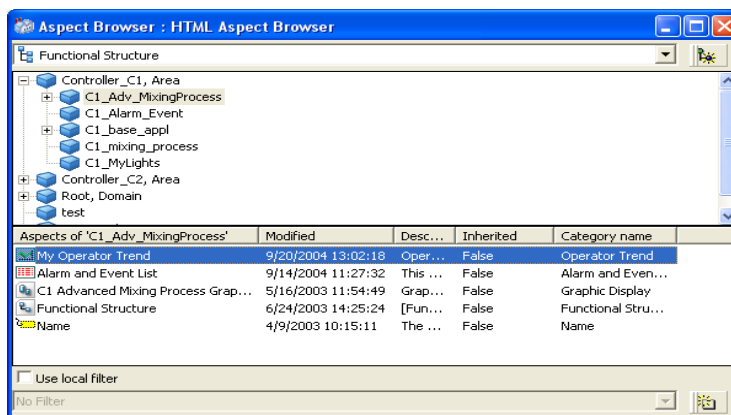 Aspect Browser : HTML Aspect Browser
Functional Structure
Controller_C1, Area
C1_Adv_MixingProcess
C1_Alarm_Event
C1_base_appl
C1_mixing_process
C1_MyLights
Controller_C2, Area
Root, Domain
test
Aspects of 'C1_Adv_MixingProcess' Modified Desc... Inherited Category name
My Operator Trend 9/20/2004 13:02:18 Oper... False Operator Trend
Alarm and Event List 9/14/2004 11:27:32 This ... False Alarm and Even...
C1 Advanced Mixing Process Grap... 5/16/2003 11:54:49 Grap... False Graphic Display
Functional Structure 6/24/2003 14:25:24 [Fun... False Functional Stru...
Name 4/9/2003 10:15:11 The ... False Name
Use local filter
No Filter